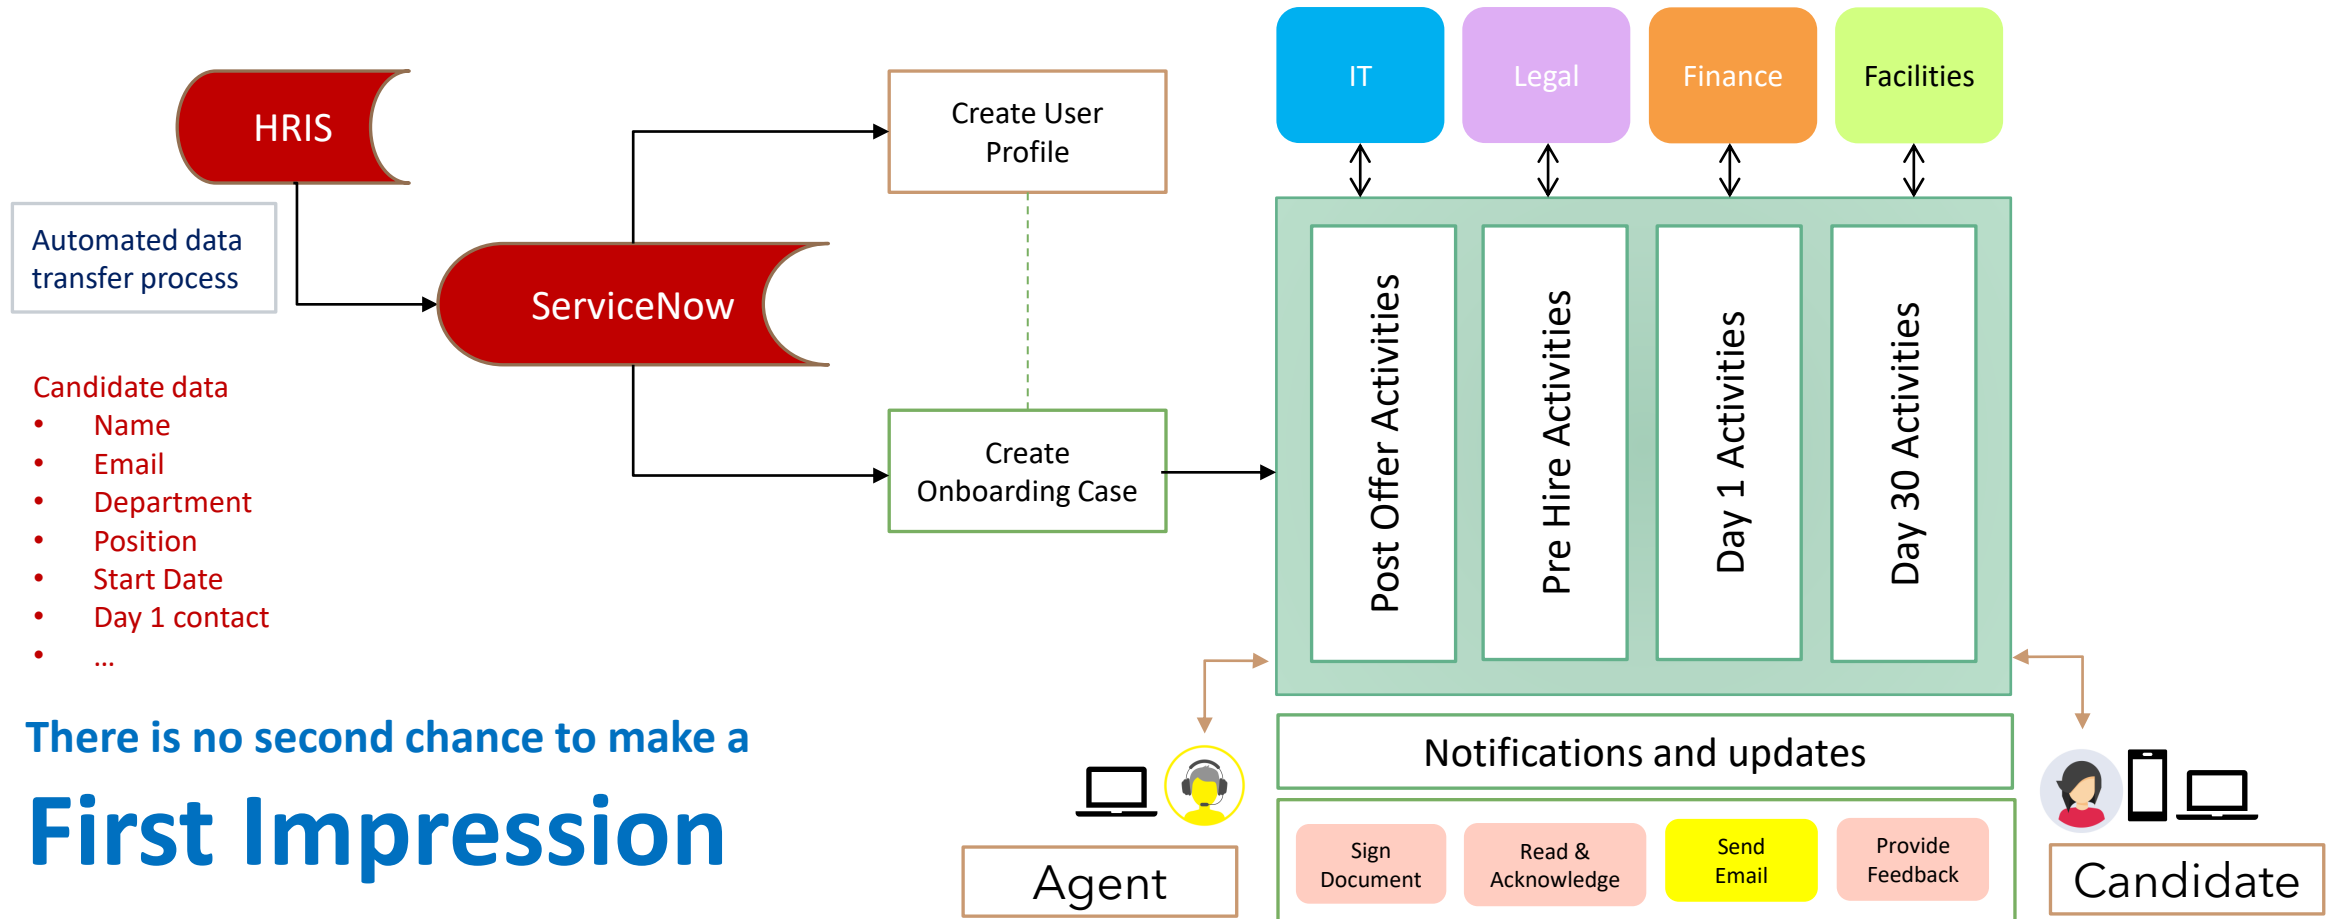 HRIS
Automated data
transfer process
ServiceNow
Candidate data
• Name
• Email
• Department
• Position
• Start Date
• Day 1 contact
• ...
There is no second chance to make a
First Impression
Create User
Profile
Create
Onboarding Case
IT
Legal
Finance
Facilities
Post Offer Activities
Pre Hire Activities
Day 1 Activities
Day 30 Activities
Notifications and updates
Sign
Document
Read &
Acknowledge
Send
Email
Provide
Feedback
Agent
Candidate